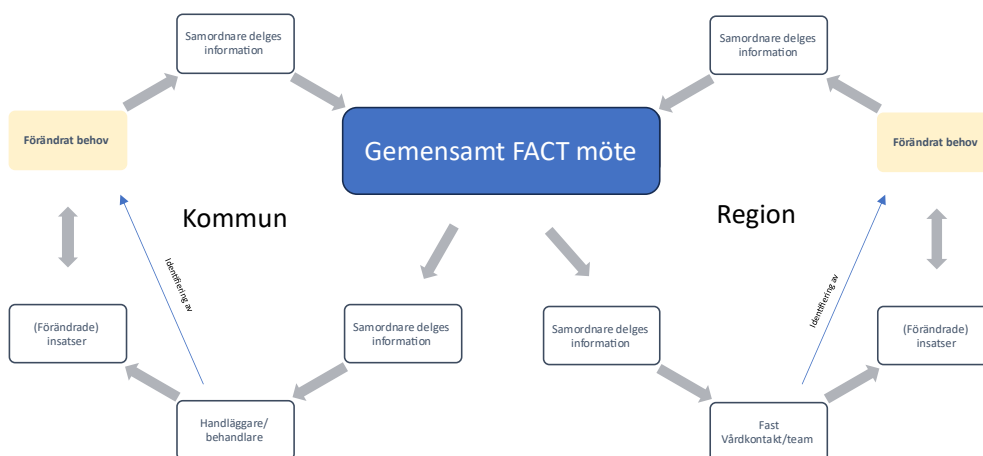 Samordnare delges
information
Samordnare delges
information
Förändrat behov
Gemensamt FACT möte
Förändrat behov
Kommun
Region
Identifiering av
Identifiering av
(Förändrade)
insatser
Samordnare delges
information
Samordnare delges
information
(Förändrade)
insatser
Handläggare/
behandlare
Fast
Vårdkontakt/team